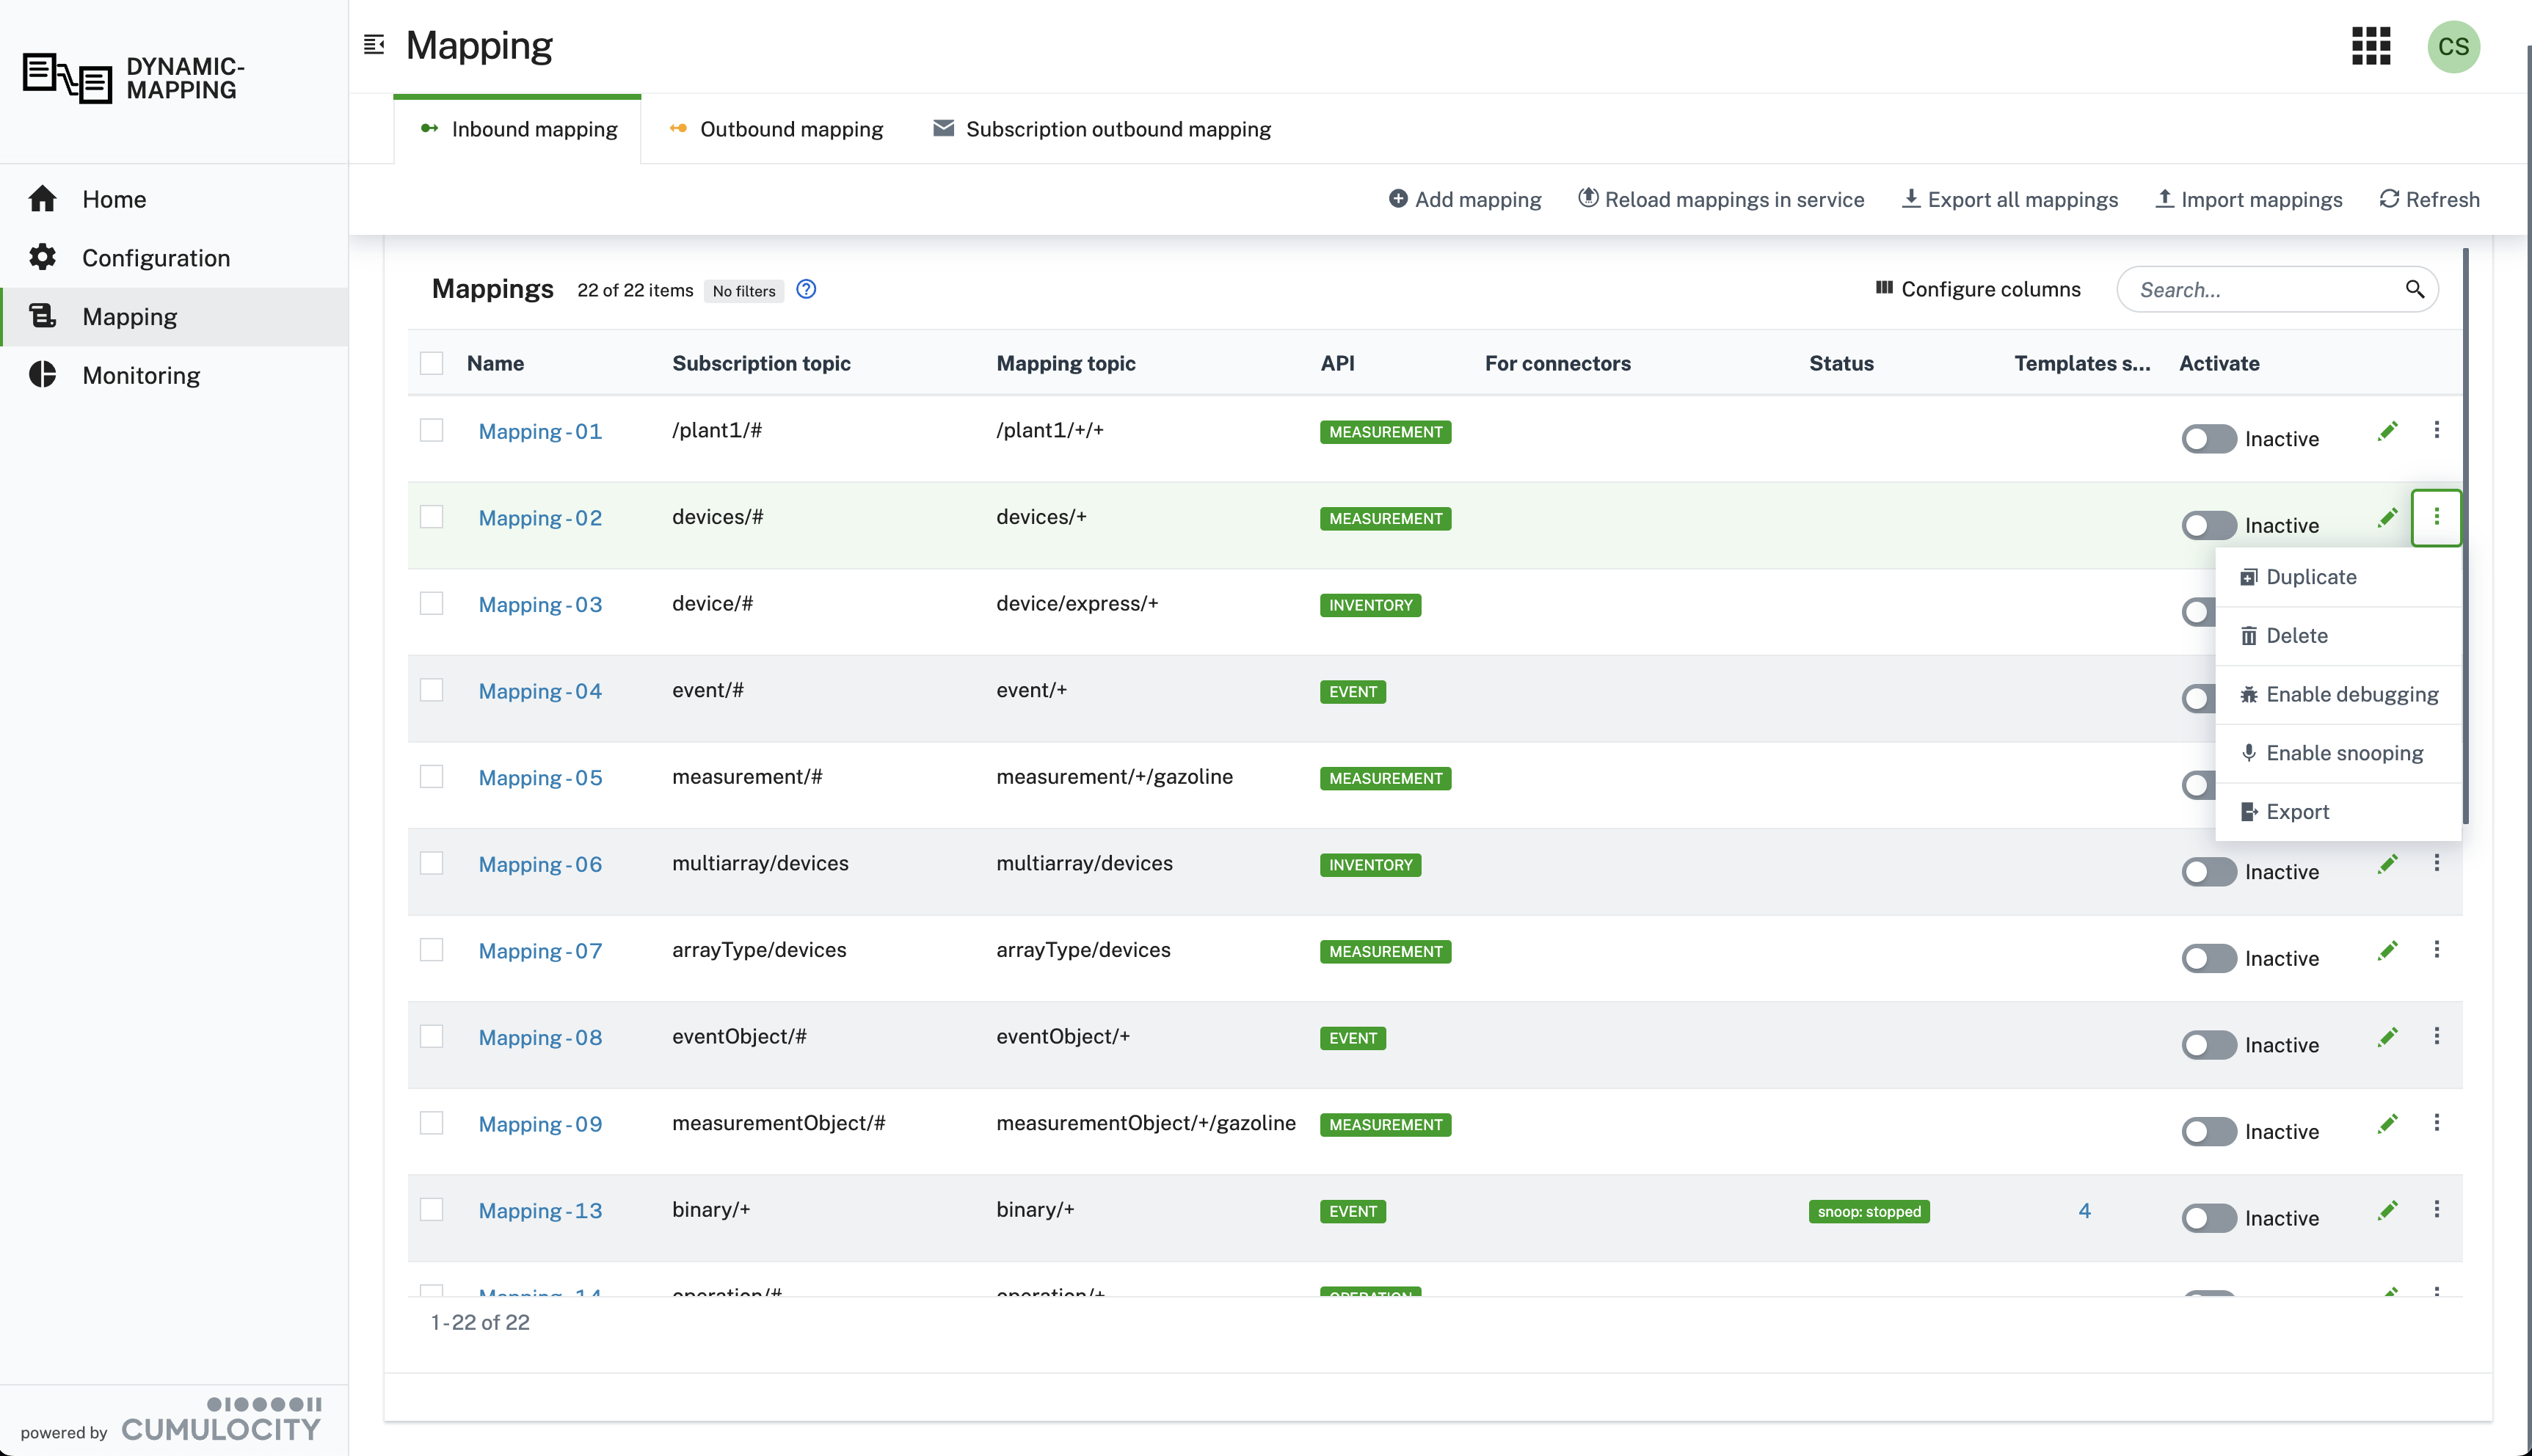 DYNAMIC-
MAPPING
Home
Configuration
Mapping
Monitoring
powered by CUMULOCITY
Mapping
CS
Inbound mapping Outbound mapping Subscription outbound mapping
Add mapping Reload mappings in service Export all mappings Import mappings Refresh
Mappings 22 of 22 items No filters ? Configure columns Search...
Name Subscription topic Mapping topic API For connectors Status Templates s... Activate
Mapping - 01 /plant1/# /plant1/+/+ MEASUREMENT Inactive
Mapping - 02 devices/# devices/+ MEASUREMENT Inactive
Duplicate
Mapping - 03 device/# device/express/+ INVENTORY
Delete
Mapping - 04 event/# event/+ EVENT
Enable debugging
Enable snooping
Mapping - 05 measurement/# measurement/+/gazoline MEASUREMENT
Export
Mapping - 06 multiarray/devices multiarray/devices INVENTORY Inactive
Mapping - 07 arrayType/devices arrayType/devices MEASUREMENT Inactive
Mapping - 08 eventObject/# eventObject/+ EVENT Inactive
Mapping - 09 measurementObject/# measurementObject/+/gazoline MEASUREMENT Inactive
Mapping - 13 binary/+ binary/+ EVENT snoop: stopped 4 Inactive
Mapping - 14 operation/# operation/+ OPERATION
1 - 22 of 22